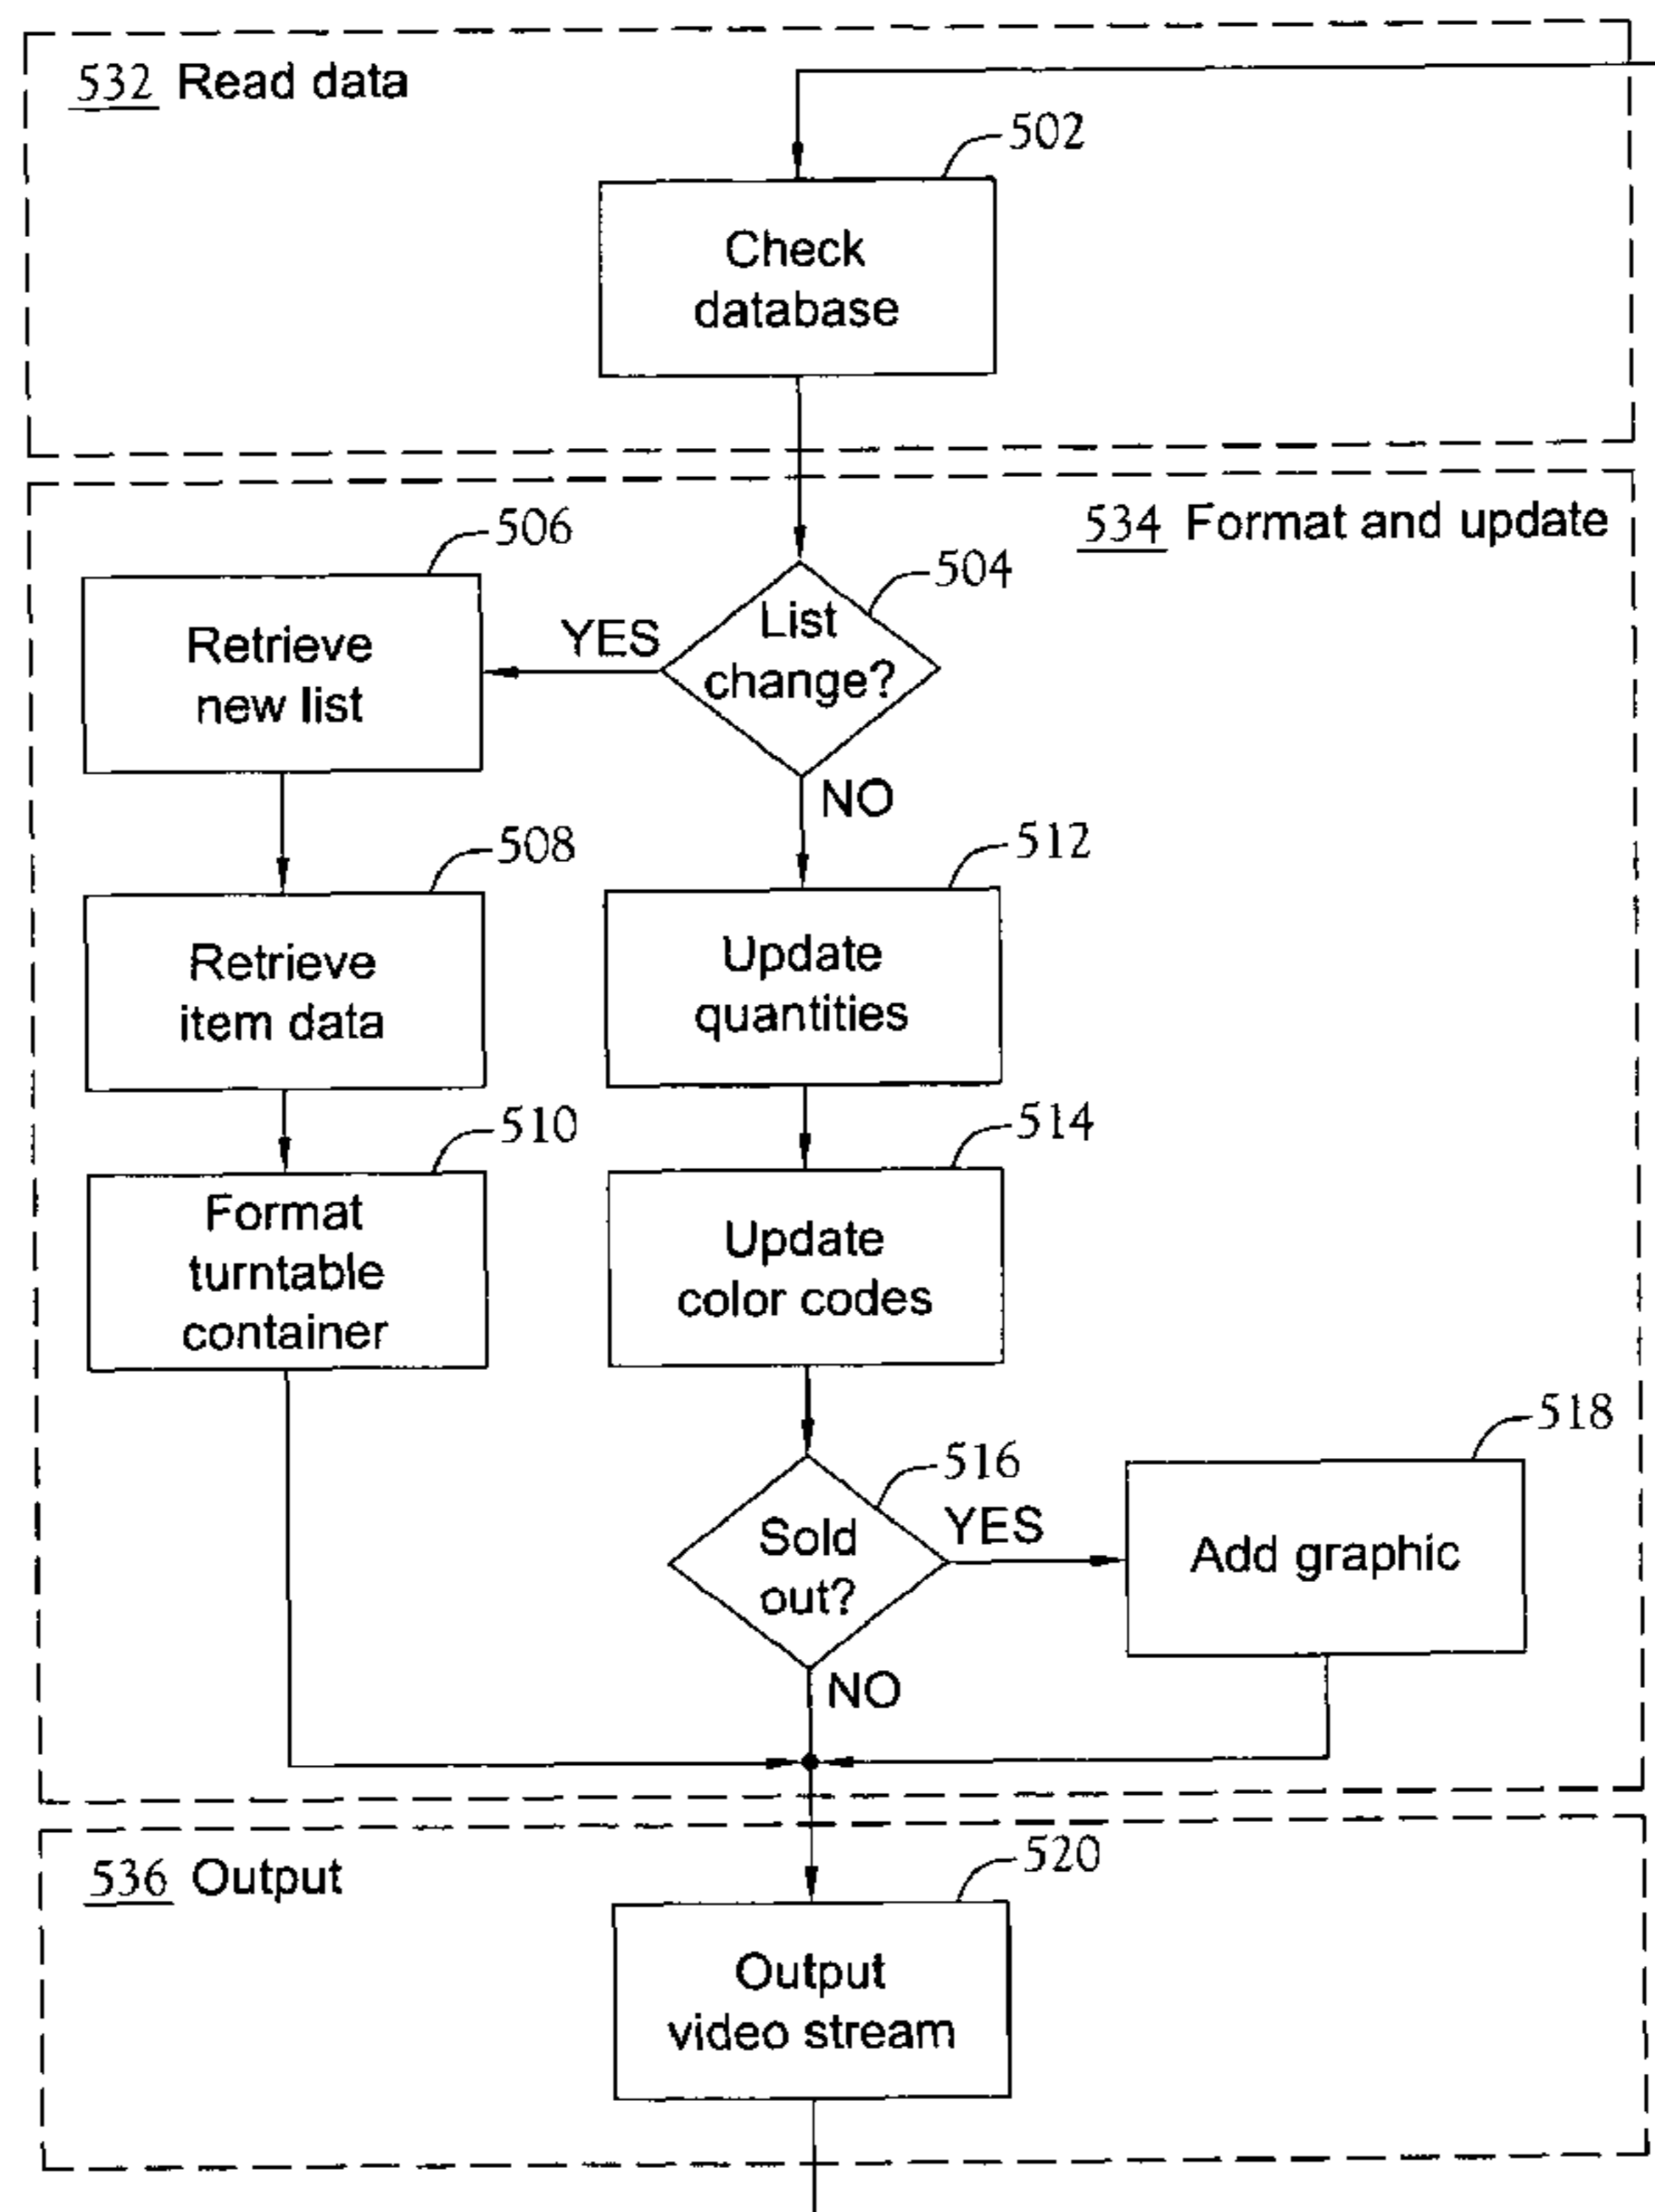 532 Read data
502
Check
database
534 Format and update
506
504
Retrieve
new list
YES
List
change?
NO
508
512
Retrieve
item data
Update
quantities
510
514
Format
turntable
container
Update
color codes
516
518
Sold
out?
YES
Add graphic
NO
536 Output
520
Output
video stream